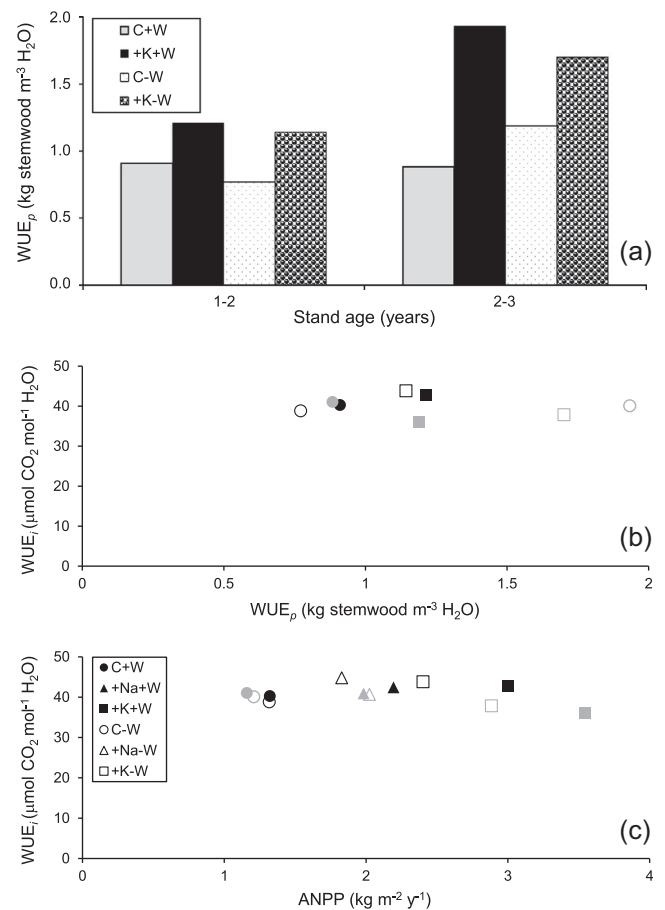 2.0
1.5
1.0
0.5
0.0
WUEp (kg stemwood m-3 H2O)
C+W
+K+W
C-W
+K-W
(a)
1-2
2-3
Stand age (years)
50
40
30
20
10
0
WUEi (μmol CO2 mol-1 H2O)
(b)
0
0.5
1
1.5
2
WUEp (kg stemwood m-3 H2O)
50
40
30
20
10
0
WUEi (μmol CO2 mol-1 H2O)
C+W
+Na+W
+K+W
C-W
+Na-W
+K-W
(c)
0
1
2
3
4
ANPP (kg m-2 y-1)